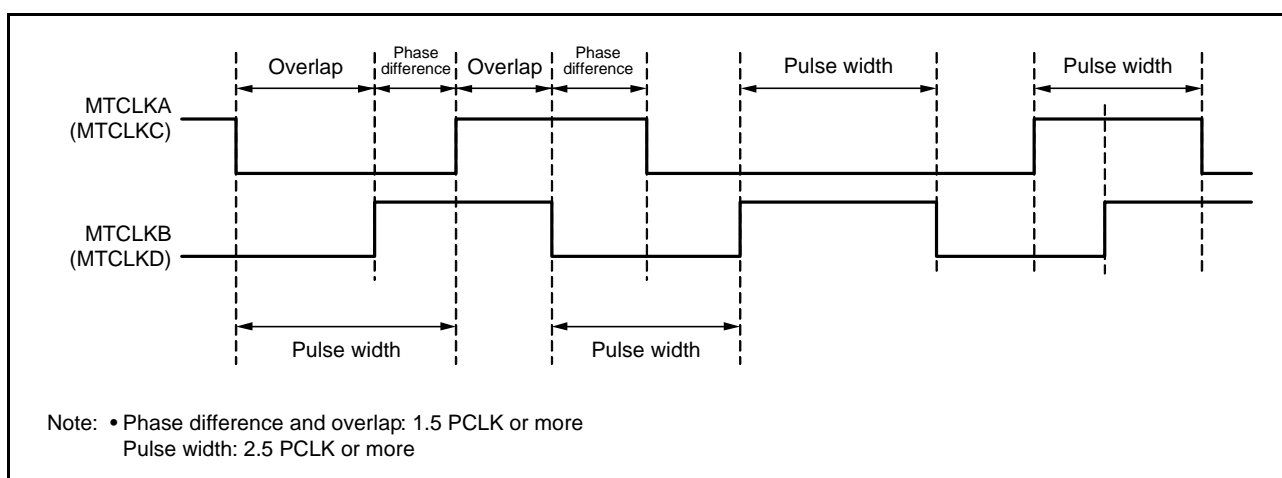 Overlap
Phase
difference
Overlap
Phase
difference
Pulse width
Pulse width
MTCLKA
(MTCLKC)
MTCLKB
(MTCLKD)
Pulse width
Pulse width
Note: • Phase difference and overlap: 1.5 PCLK or more
Pulse width: 2.5 PCLK or more